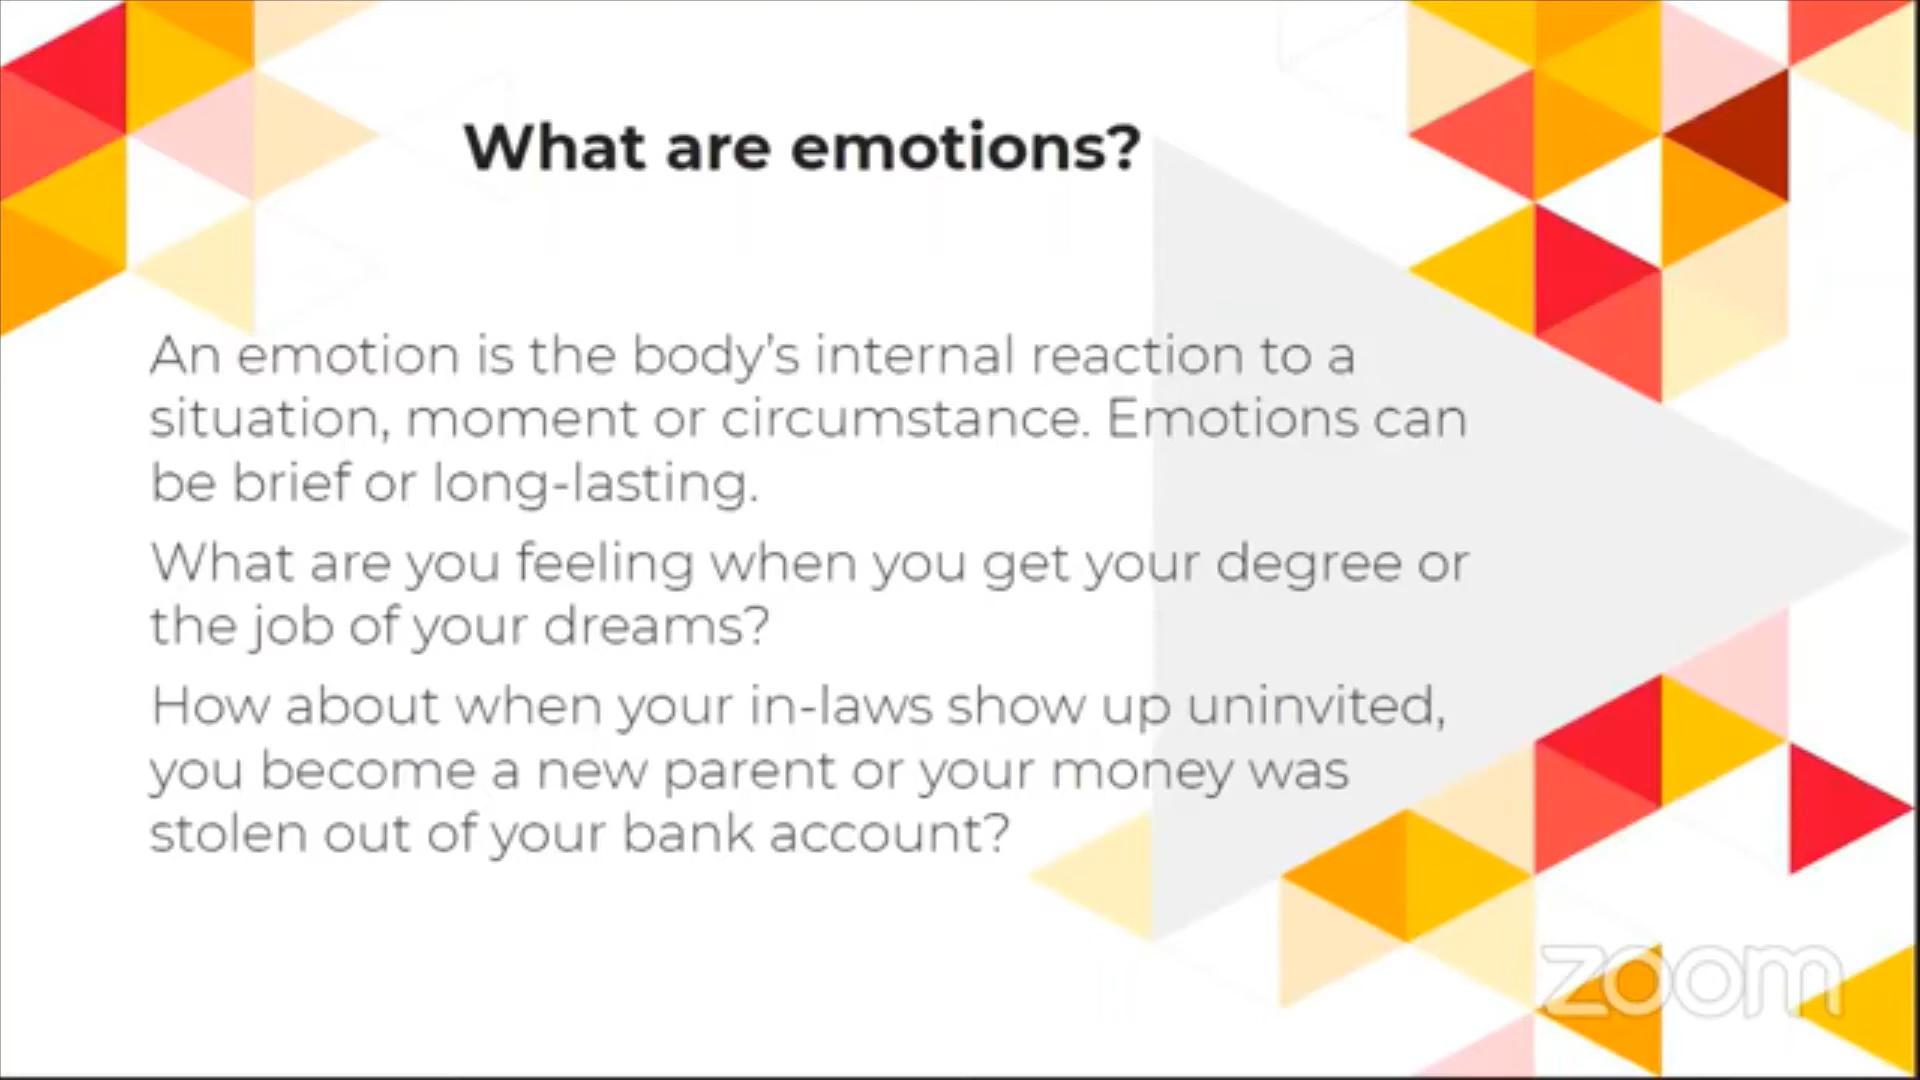 What are emotions?
An emotion is the body's internal reaction to a
situation, moment or circumstance. Emotions can
be brief or long-lasting.
What are you feeling when you get your degree or
the job of your dreams?
How about when your in-laws show up uninvited,
you become a new parent or your money was
stolen out of your bank account?
zoom